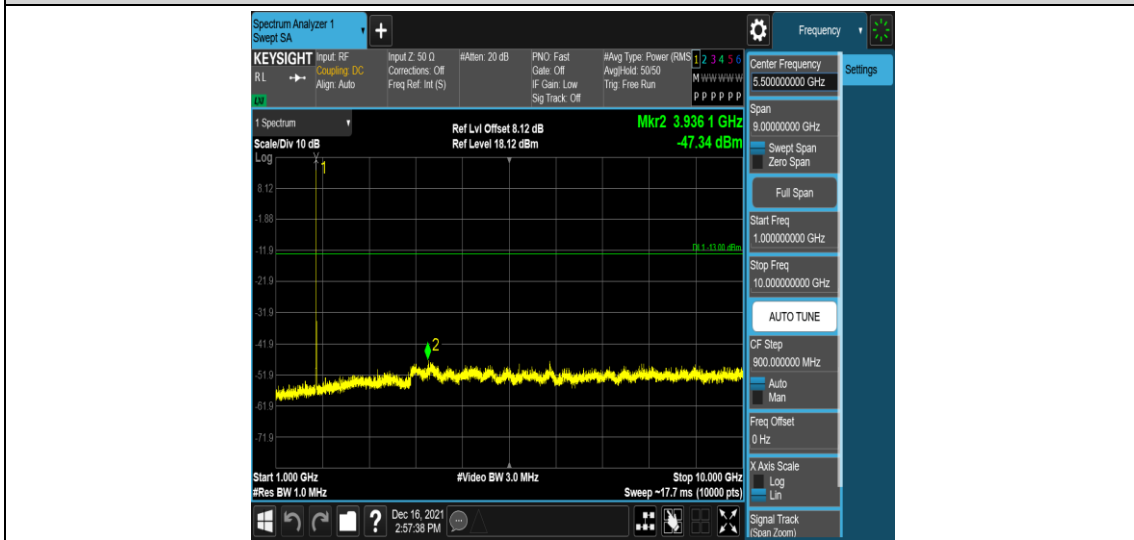 Spectrum Analyzer 1
Swept SA
+
Frequency
KEYSIGHT
RL
LXI
Input: RF
Coupling: DC
Align: Auto
Input Z: 50 Ω
Corrections: Off
Freq Ref: Int (S)
#Atten: 20 dB
PNO: Fast
Gate: Off
IF Gain: Low
Sig Track: Off
#Avg Type: Power (RMS
Avg|Hold: 50/50
Trig: Free Run
1 2 3 4 5 6
M W W W W W
P P P P P P
1 Spectrum
Scale/Div 10 dB
Log
Ref Lvl Offset 8.12 dB
Ref Level 18.12 dBm
Mkr2 3.936 1 GHz
-47.34 dBm
1
8.12
-1.88
-11.9
DL1 -13.00 dBm
-21.9
-31.9
-41.9
2
-51.9
-61.9
-71.9
Start 1.000 GHz
#Res BW 1.0 MHz
#Video BW 3.0 MHz
Stop 10.000 GHz
Sweep ~17.7 ms (10000 pts)
?
Dec 16, 2021
2:57:38 PM
Center Frequency
5.50000000 GHz
Settings
Span
9.00000000 GHz
Swept Span
Zero Span
Full Span
Start Freq
1.000000000 GHz
Stop Freq
10.000000000 GHz
AUTO TUNE
CF Step
900.000000 MHz
Auto
Man
Freq Offset
0 Hz
X Axis Scale
Log
Lin
Signal Track
(Span Zoom)